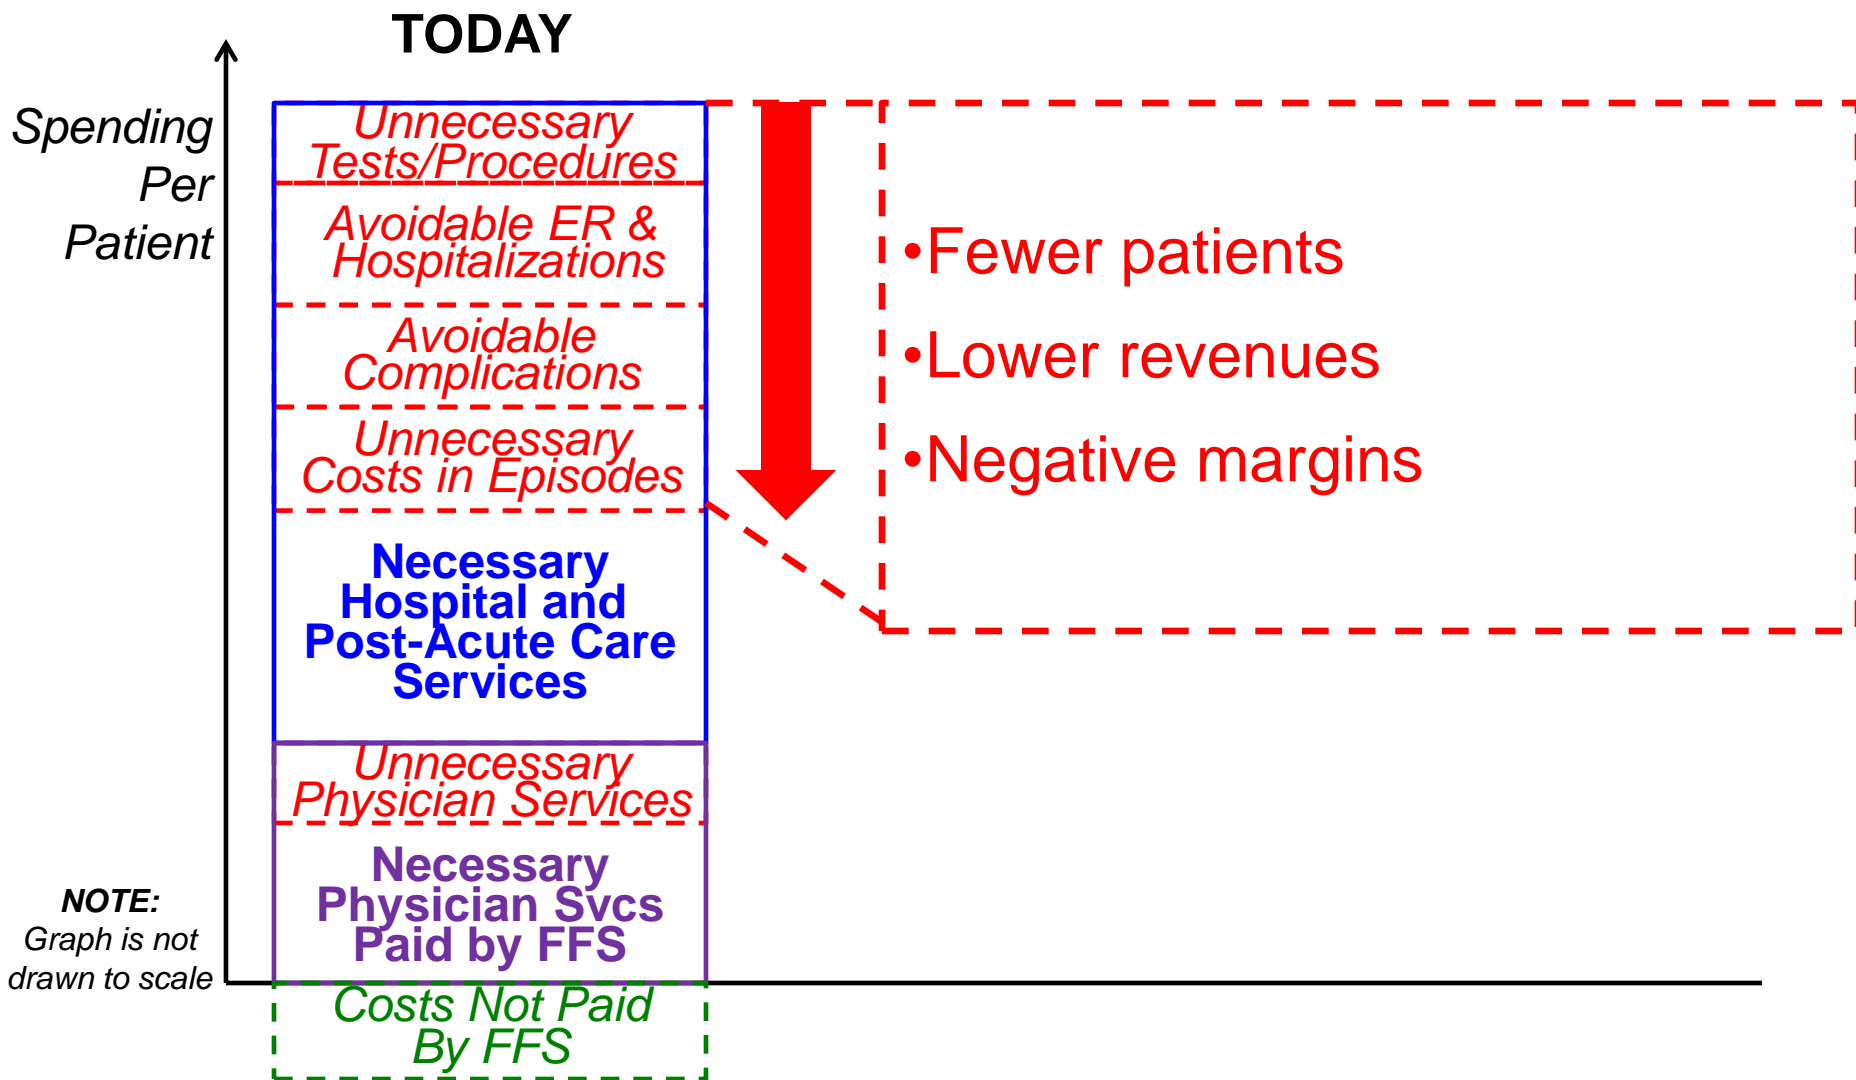 TODAY
Spending
Per
Patient
Unnecessary
Tests/Procedures
Avoidable ER &
Hospitalizations
Avoidable
Complications
Unnecessary
Costs in Episodes
Necessary
Hospital and
Post-Acute Care
Services
Unnecessary
Physician Services
Necessary
Physician Svcs
Paid by FFS
Costs Not Paid
By FFS
•Fewer patients
•Lower revenues
•Negative margins
NOTE:
Graph is not
drawn to scale